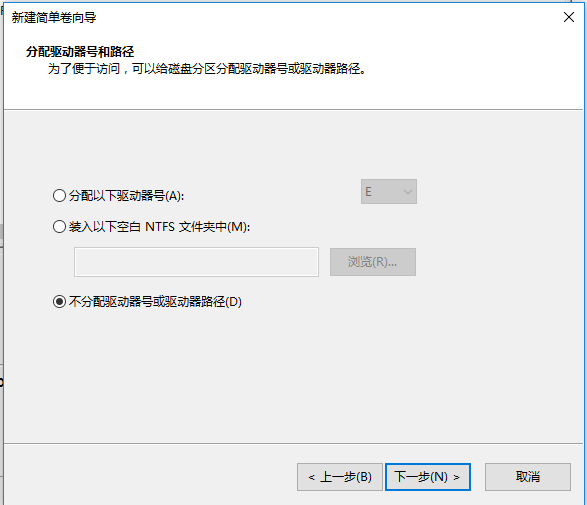 新建简单卷向导
分配驱动器号和路径
为了便于访问，可以给磁盘分区分配驱动器号或驱动器路径。
分配以下驱动器号(A):
E
装入以下空白 NTFS 文件夹中(M):
浏览(R)...
不分配驱动器号或驱动器路径(D)
< 上一步(B)
下一步(N) >
取消